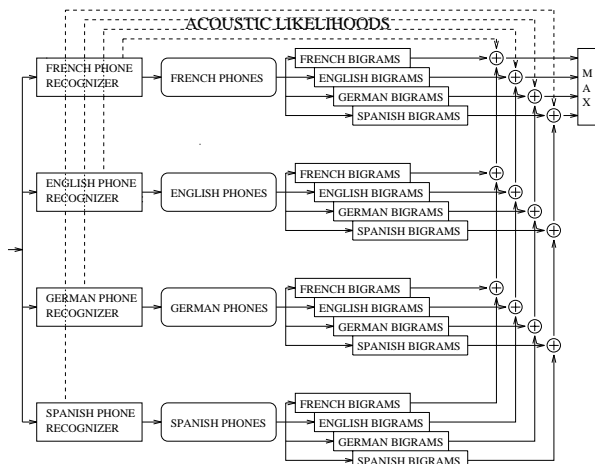 ACOUSTIC LIKELIHOODS
FRENCH PHONE
RECOGNIZER
FRENCH PHONES
FRENCH BIGRAMS
ENGLISH BIGRAMS
GERMAN BIGRAMS
SPANISH BIGRAMS
M
A
X
ENGLISH PHONE
RECOGNIZER
ENGLISH PHONES
FRENCH BIGRAMS
ENGLISH BIGRAMS
GERMAN BIGRAMS
SPANISH BIGRAMS
GERMAN PHONE
RECOGNIZER
GERMAN PHONES
FRENCH BIGRAMS
ENGLISH BIGRAMS
GERMAN BIGRAMS
SPANISH BIGRAMS
SPANISH PHONE
RECOGNIZER
SPANISH PHONES
FRENCH BIGRAMS
ENGLISH BIGRAMS
GERMAN BIGRAMS
SPANISH BIGRAMS